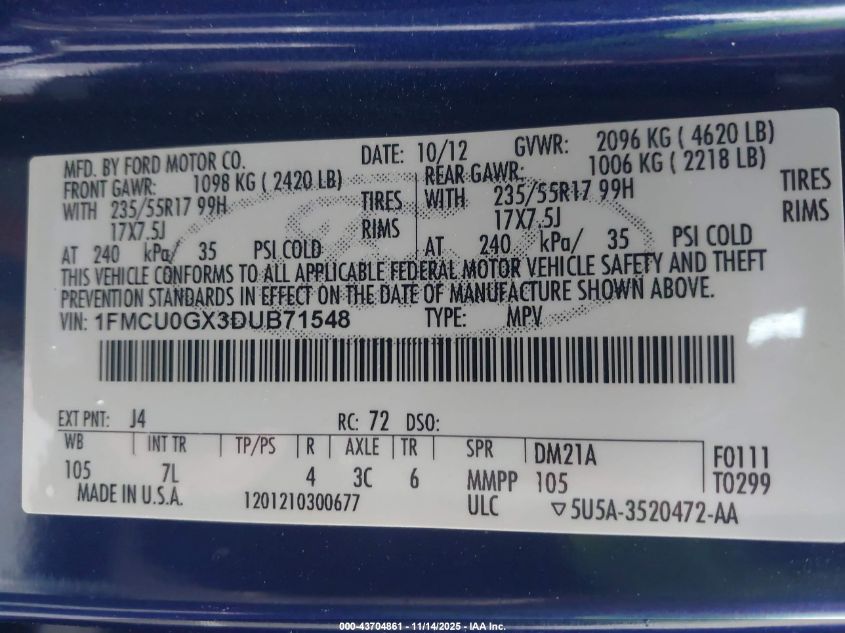 MFD. BY FORD MOTOR CO. DATE: 10/12 GVWR: 2096 KG ( 4620 LB)
FRONT GAWR: 1098 KG ( 2420 LB) REAR GAWR: 1006 KG ( 2218 LB)
WITH 235/55R17 99H TIRES WITH 235/55R17 99H TIRES
17X7.5J RIMS 17X7.5J RIMS
AT 240 kPa/ 35 PSI COLD AT 240 kPa/ 35 PSI COLD
THIS VEHICLE CONFORMS TO ALL APPLICABLE FEDERAL MOTOR VEHICLE SAFETY AND THEFT
PREVENTION STANDARDS IN EFFECT ON THE DATE OF MANUFACTURE SHOWN ABOVE.
VIN: 1FMCU0GX3DUB71548 TYPE: MPV
EXT PNT: J4 RC: 72 DSO:
WB INT TR TP/PS R AXLE TR SPR DM21A F0111
105 7L 4 3C 6 MMPP 105 T0299
MADE IN U.S.A. 1201210300677 ULC ▽5U5A-3520472-AA
000-43704861 - 11/14/2025 - IAA Inc.